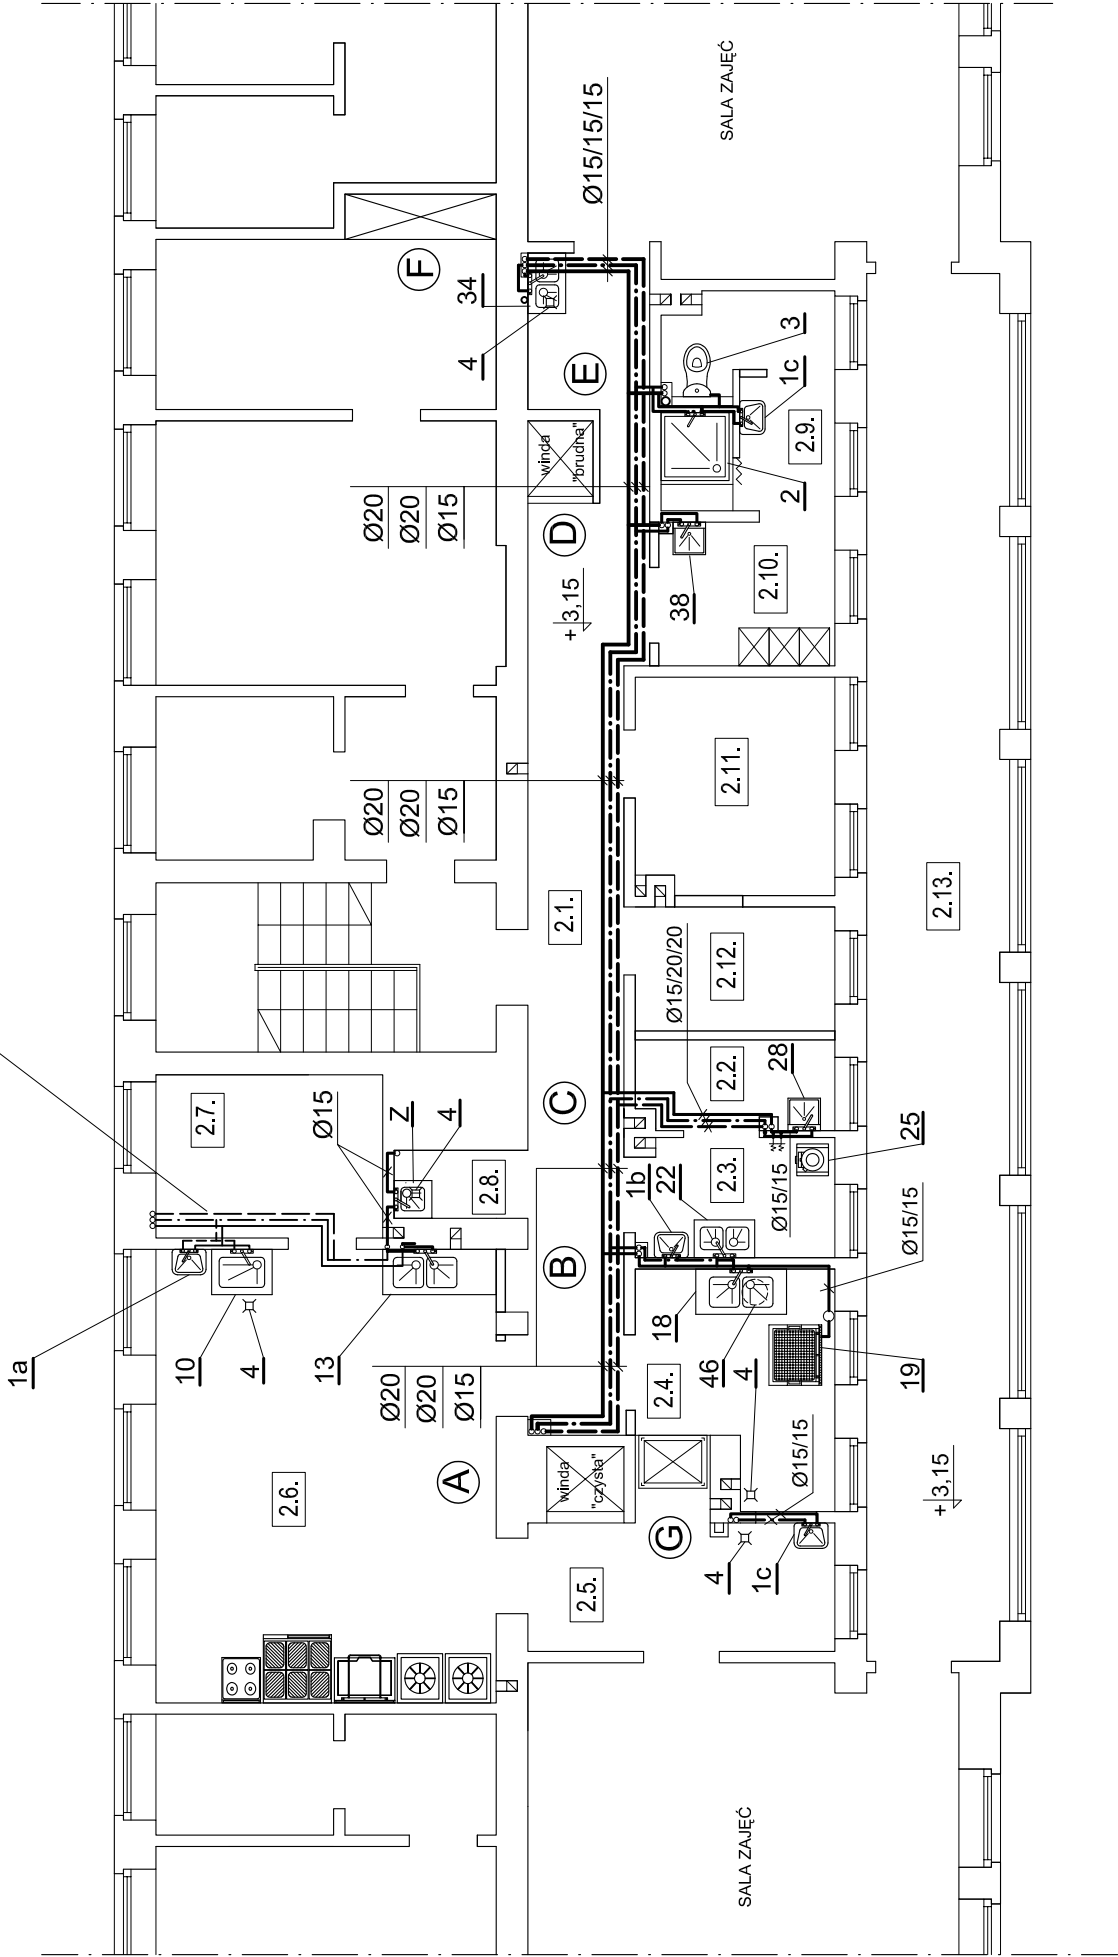 1a
10
2.7.
4
2.6.
13
Ø15
Ø20
Ø20
Ø15
Ø20
Ø20
Ø15
Ø20
Ø20
Ø15
Z
4
F
A
4
34
2.8.
winda
"brudna"
B
C
D
E
2.1.
+3,15
winda
"czysta"
2.5.
Ø15/15/15
1b
22
Ø15/20/20
G
2.4.
18
46
4
38
4
1c
SALA ZAJĘĆ
SALA ZAJĘĆ
2.3.
2.2.
2.12.
2.11.
2.10.
2
2.9.
1c
3
Ø15/15
28
Ø15/15
19
Ø15/15
25
+3,15
2.13.